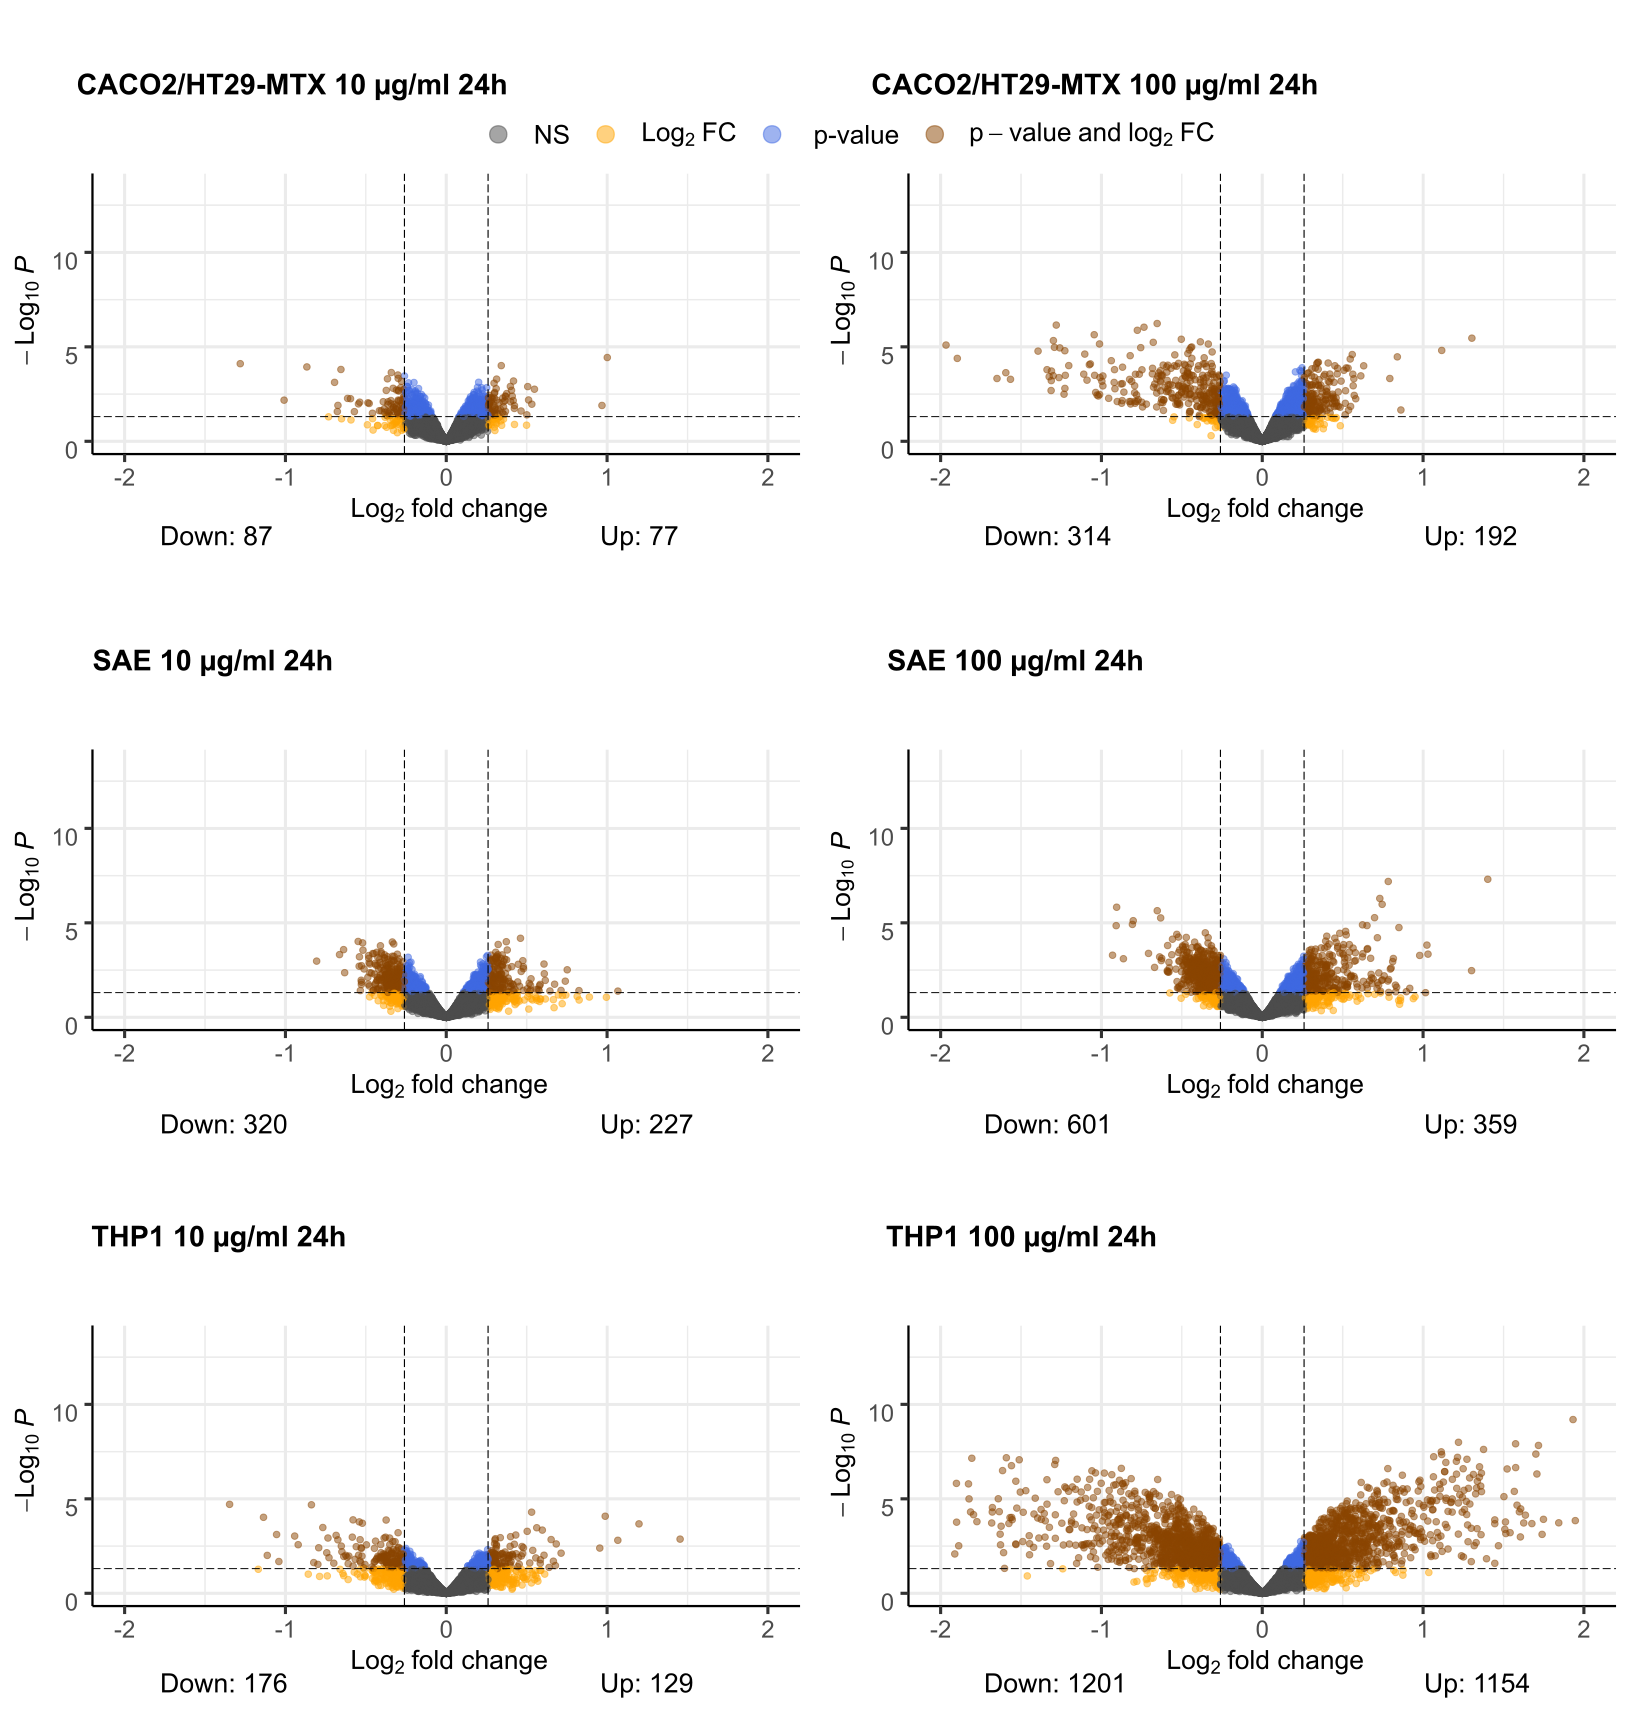 CACO2/HT29-MTX 10 µg/ml 24h
CACO2/HT29-MTX 100 µg/ml 24h
NS
Log₂ FC
p-value
p – value and log₂ FC
– Log₁₀ P
10
5
0
-2 -1 0 1 2
Log₂ fold change
Down: 87
Up: 77
– Log₁₀ P
10
5
0
-2 -1 0 1 2
Log₂ fold change
Down: 314
Up: 192
SAE 10 µg/ml 24h
– Log₁₀ P
10
5
0
-2 -1 0 1 2
Log₂ fold change
Down: 320
Up: 227
SAE 100 µg/ml 24h
– Log₁₀ P
10
5
0
-2 -1 0 1 2
Log₂ fold change
Down: 601
Up: 359
THP1 10 µg/ml 24h
– Log₁₀ P
10
5
0
-2 -1 0 1 2
Log₂ fold change
Down: 176
Up: 129
THP1 100 µg/ml 24h
– Log₁₀ P
10
5
0
-2 -1 0 1 2
Log₂ fold change
Down: 1201
Up: 1154